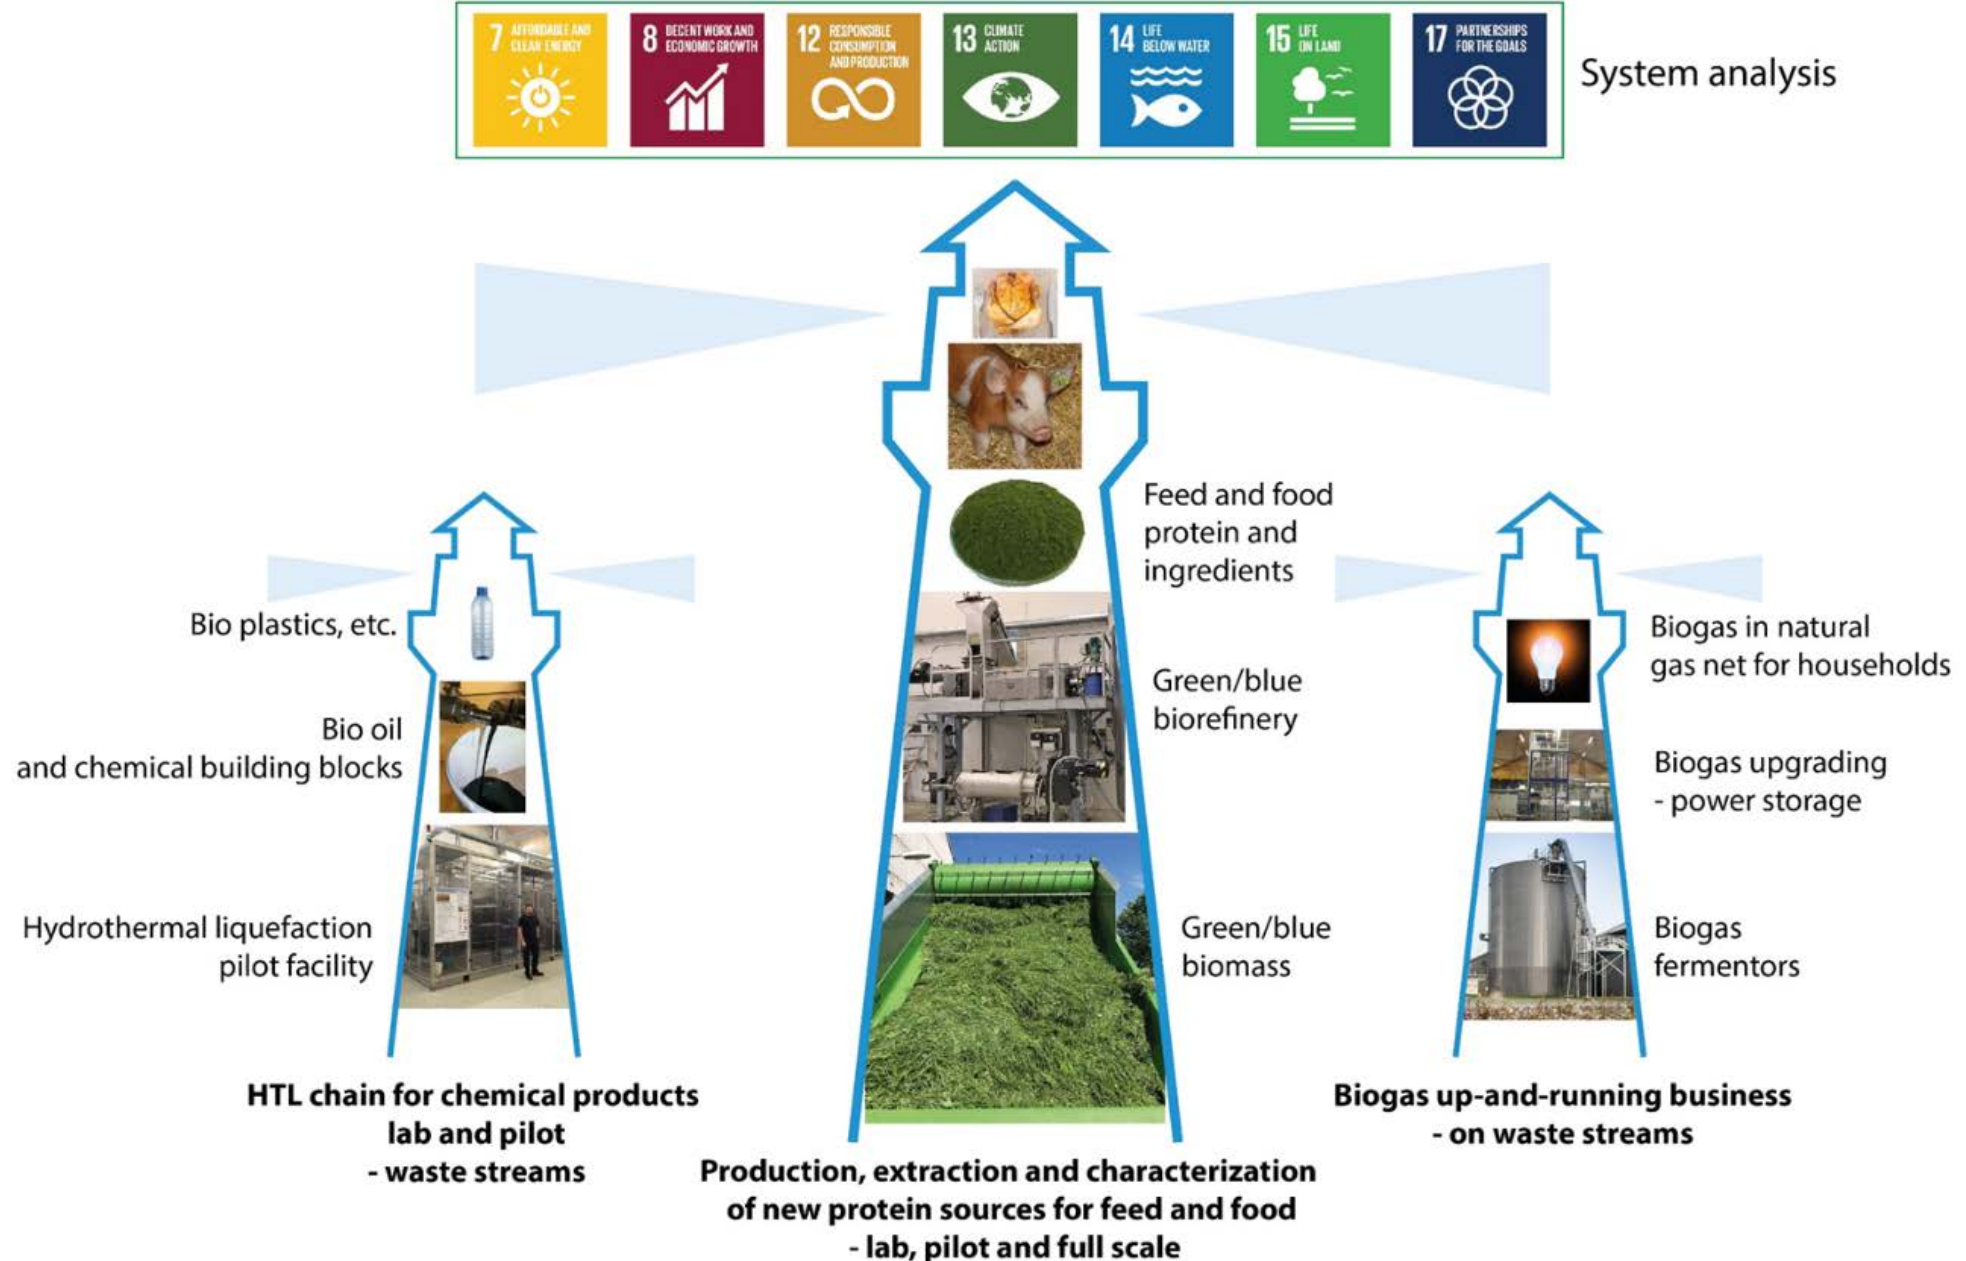 7 AFFORDABLE AND
CLEAN ENERGY
8 DECENT WORK AND
ECONOMIC GROWTH
12 RESPONSIBLE
CONSUMPTION
AND PRODUCTION
13 CLIMATE
ACTION
14 LIFE
BELOW WATER
15 LIFE
ON LAND
17 PARTNERSHIPS
FOR THE GOALS
System analysis
Bio plastics, etc.
Bio oil
and chemical building blocks
Hydrothermal liquefaction
pilot facility
HTL chain for chemical products
lab and pilot
- waste streams
Feed and food
protein and
ingredients
Green/blue
biorefinery
Green/blue
biomass
Production, extraction and characterization
of new protein sources for feed and food
- lab, pilot and full scale
Biogas in natural
gas net for households
Biogas upgrading
- power storage
Biogas
fermentors
Biogas up-and-running business
- on waste streams